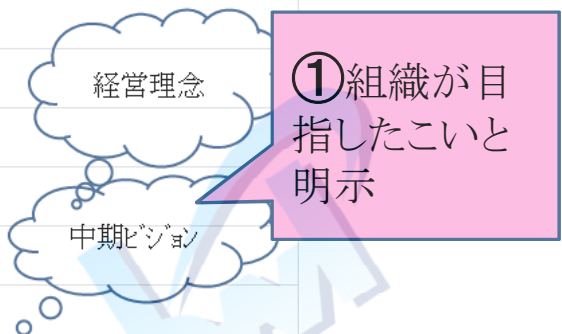 経営理念
①組織が目
指したこいと
明示
中期ビジョン